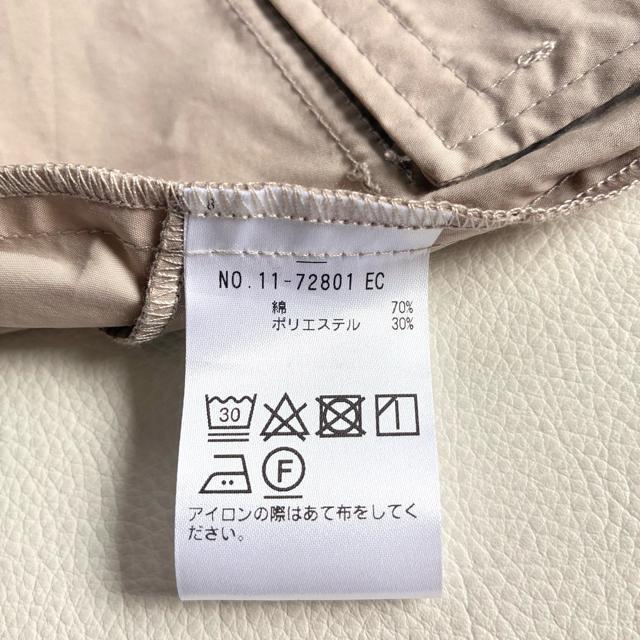 NO.11-72801 EC
綿 70%
ポリエステル 30%
30
F
アイロンの際はあて布をしてく
ださい。